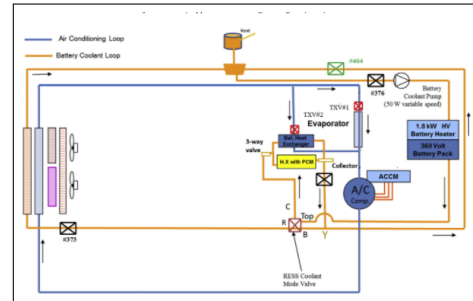 Air Conditioning Loop
Battery Coolant Loop
Vent
#464
#376
Battery
Coolant Pump
(50 W variable speed)
TXV#1
TXV#2
Evaporator
3-way
valve
Bat. Heat
Exchanger
H.X with PCM
Collector
1.8 kW HV
Battery Heater
360 Volt
Battery Pack
ACCM
A/C
Comp
C
R
Top
B
Y
#373
RESS Coolant
Mode Valve